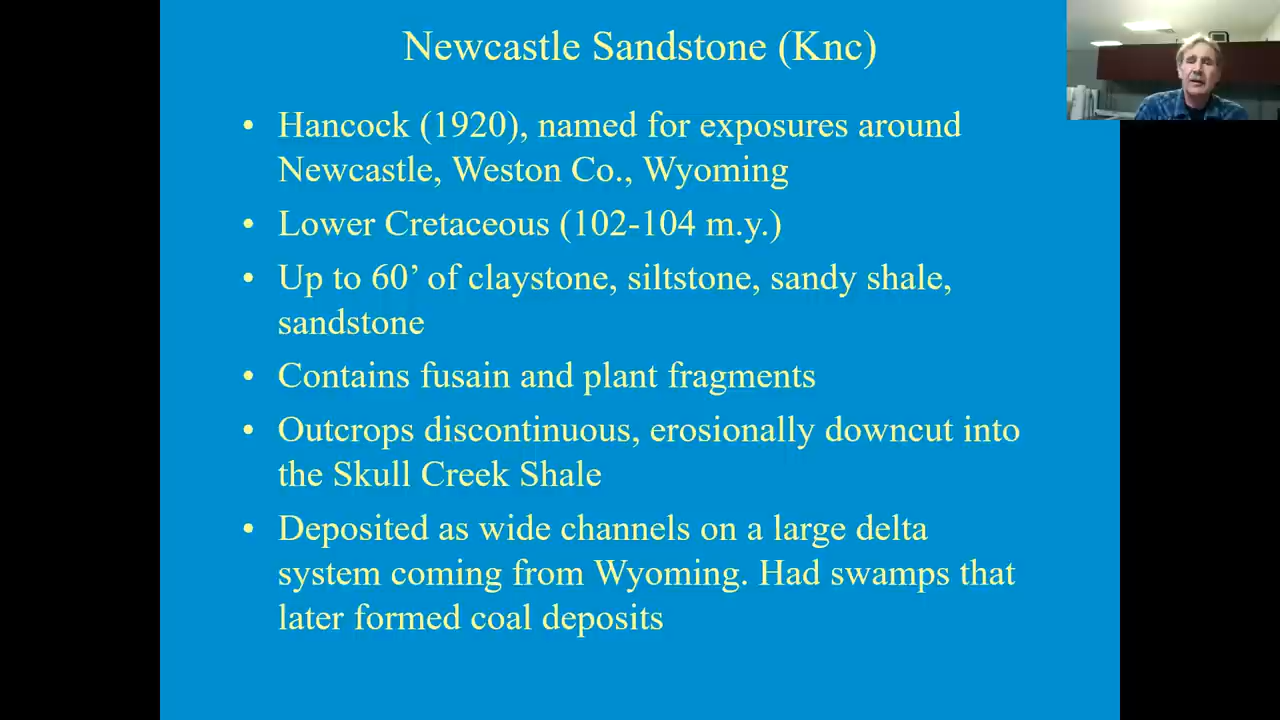 Newcastle Sandstone (Knc)
• Hancock (1920), named for exposures around
Newcastle, Weston Co., Wyoming
• Lower Cretaceous (102-104 m.y.)
• Up to 60’ of claystone, siltstone, sandy shale,
sandstone
• Contains fusain and plant fragments
• Outcrops discontinuous, erosionally downcut into
the Skull Creek Shale
• Deposited as wide channels on a large delta
system coming from Wyoming. Had swamps that
later formed coal deposits